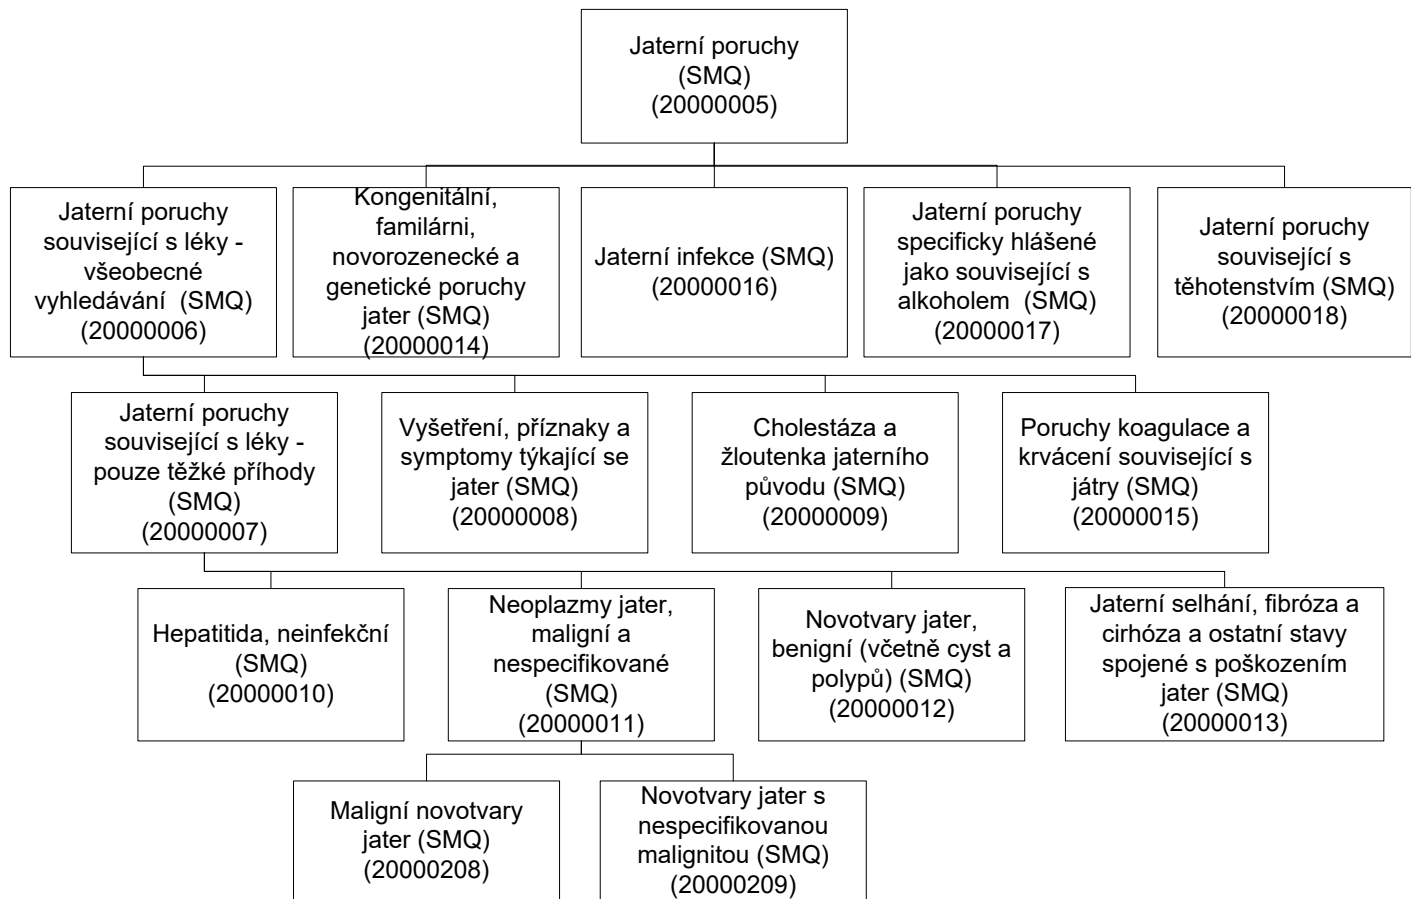 Jaterní poruchy
(SMQ)
(20000005)
Jaterní poruchy
související s léky -
všeobecné
vyhledávání (SMQ)
(20000006)
Kongenitální,
familárni,
novorozenecké a
genetické poruchy
jater (SMQ)
(20000014)
Jaterní infekce (SMQ)
(20000016)
Jaterní poruchy
specificky hlášené
jako související s
alkoholem (SMQ)
(20000017)
Jaterní poruchy
související s
těhotenstvím (SMQ)
(20000018)
Jaterní poruchy
související s léky -
pouze těžké příhody
(SMQ)
(20000007)
Vyšetření, příznaky a
symptomy týkající se
jater (SMQ)
(20000008)
Cholestáza a
žloutenka jaterního
původu (SMQ)
(20000009)
Poruchy koagulace a
krvácení související s
játry (SMQ)
(20000015)
Hepatitida, neinfekční
(SMQ)
(20000010)
Neoplazmy jater,
maligní a
nespecifikované
(SMQ)
(20000011)
Novotvary jater,
benigní (včetně cyst a
polypů) (SMQ)
(20000012)
Jaterní selhání, fibróza a
cirhóza a ostatní stavy
spojené s poškozením
jater (SMQ)
(20000013)
Maligní novotvary
jater (SMQ)
(20000208)
Novotvary jater s
nespecifikovanou
malignitou (SMQ)
(20000209)